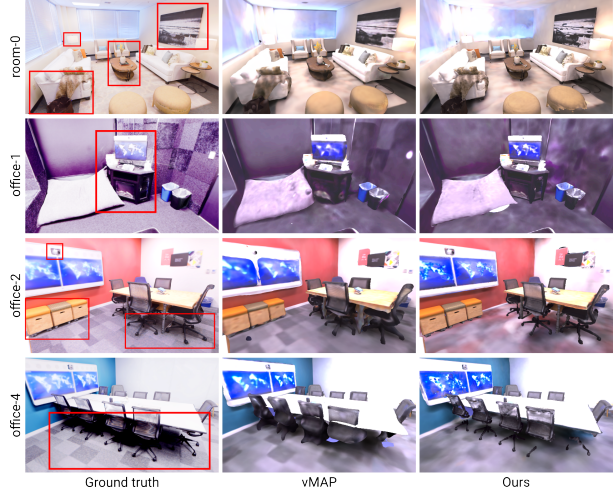 room-0
office-1
office-2
office-4
Ground truth
vMAP
Ours